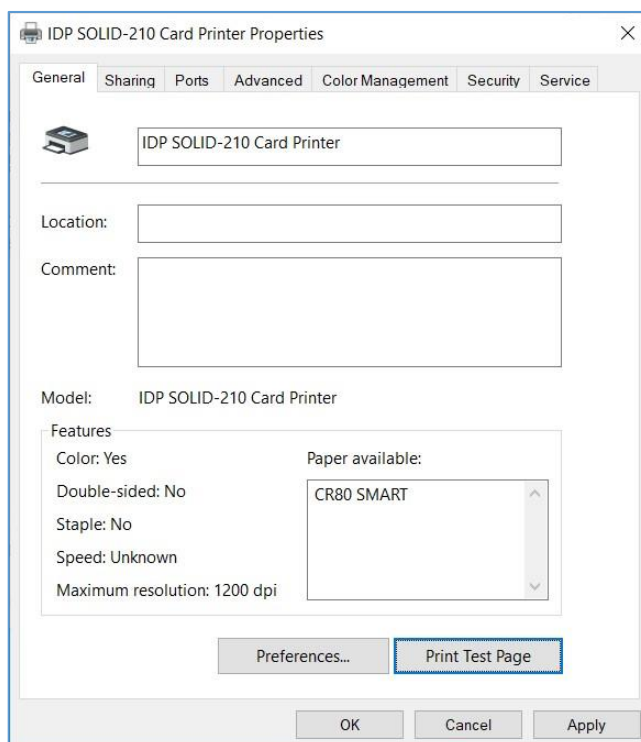 IDP SOLID-210 Card Printer Properties
General Sharing Ports Advanced Color Management Security Service
IDP SOLID-210 Card Printer
Location:
Comment:
Model: IDP SOLID-210 Card Printer
Features
Color: Yes
Paper available:
Double-sided: No
CR80 SMART
Staple: No
Speed: Unknown
Maximum resolution: 1200 dpi
Preferences... Print Test Page
OK Cancel Apply